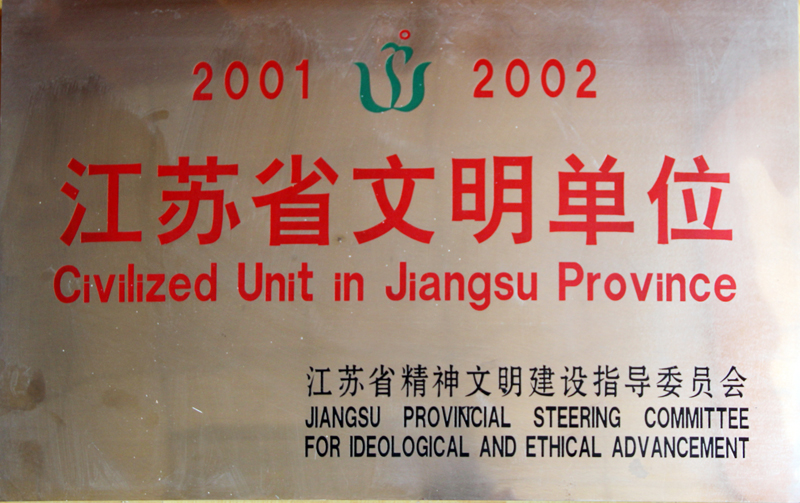 2001 2002
江苏省文明单位
Civilized Unit in Jiangsu Province
江苏省精神文明建设指导委员会
JIANGSU PROVINCIAL STEERING COMMITTEE
FOR IDEOLOGICAL AND ETHICAL ADVANCEMENT